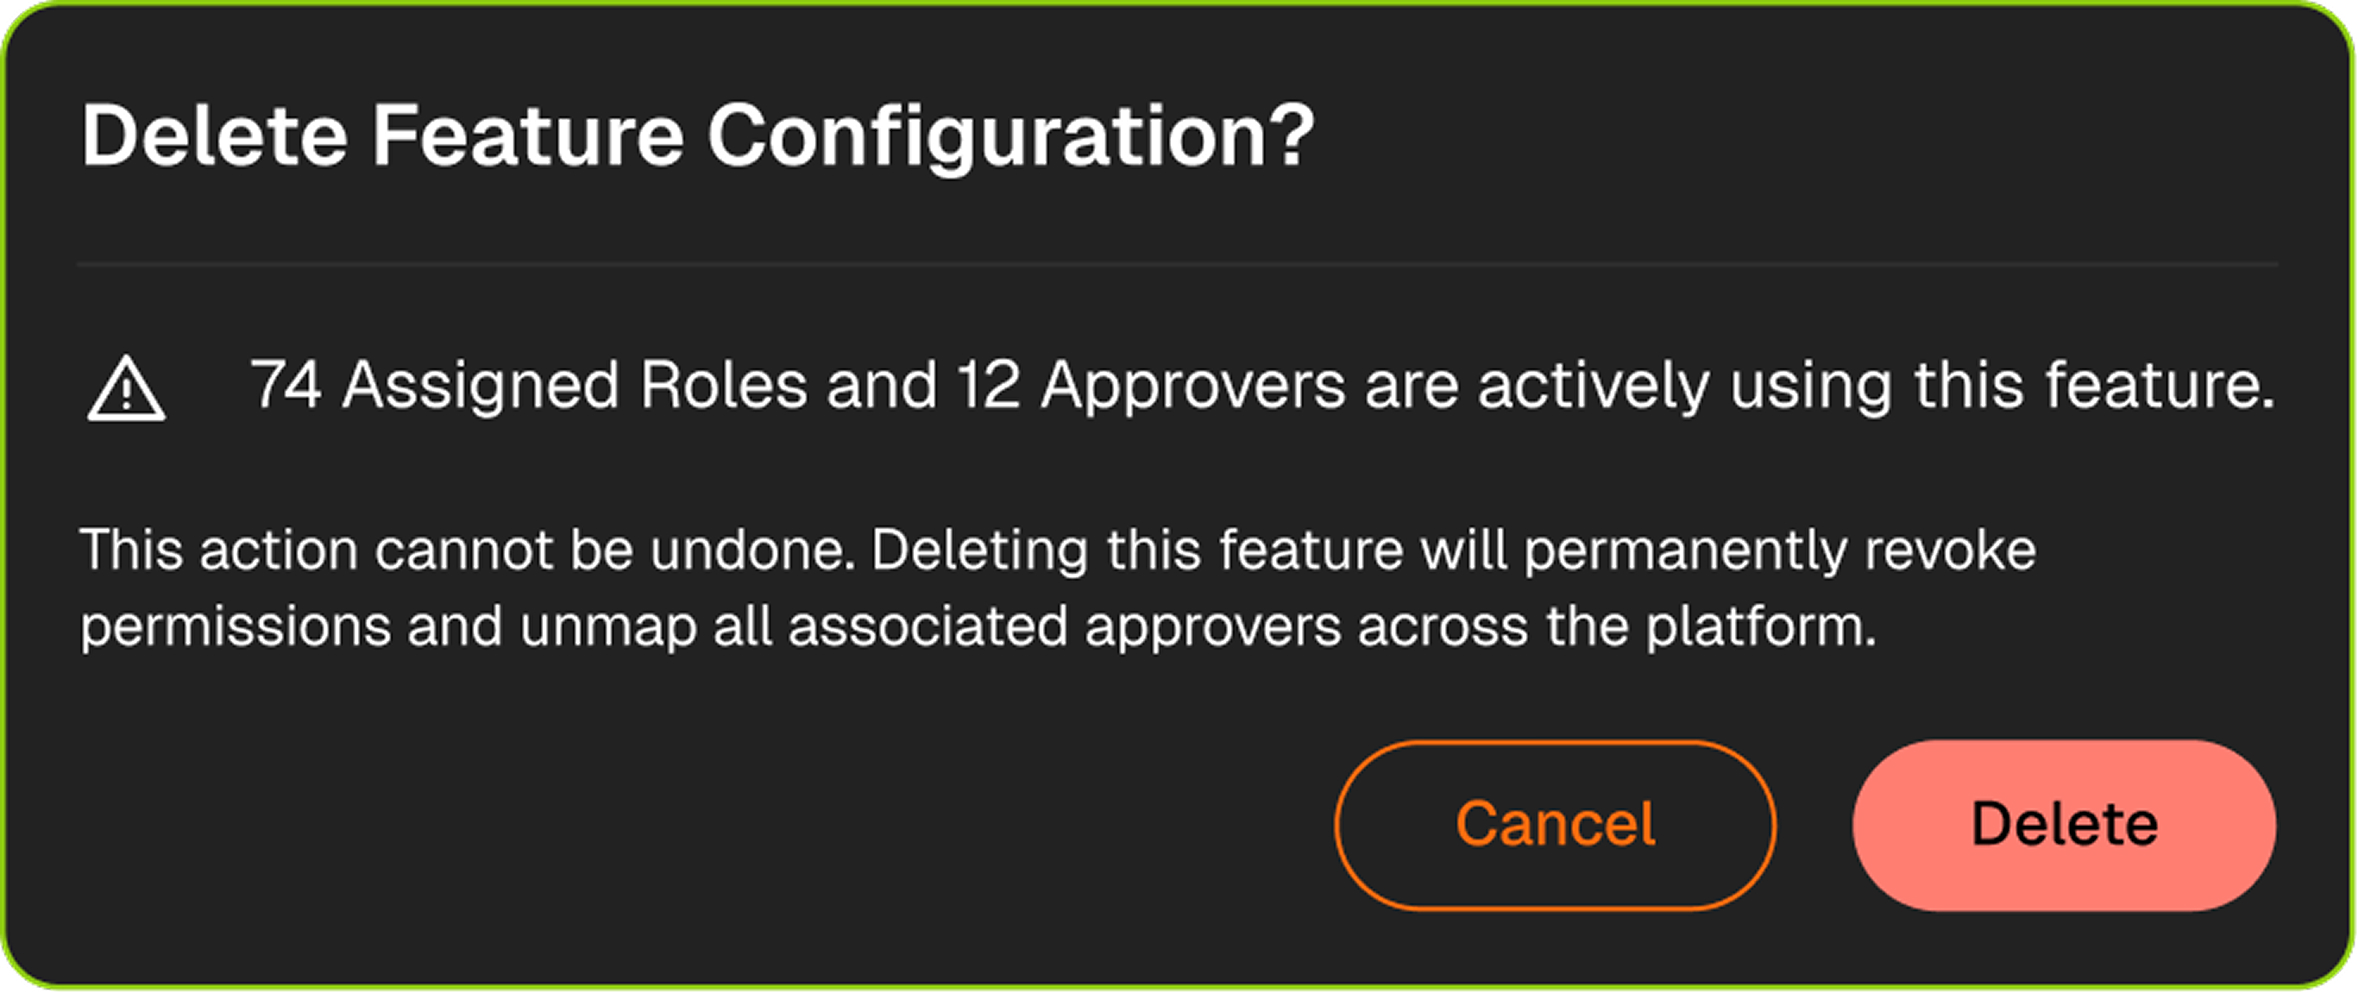 Delete Feature Configuration?
74 Assigned Roles and 12 Approvers are actively using this feature.
This action cannot be undone. Deleting this feature will permanently revoke
permissions and unmap all associated approvers across the platform.
Cancel
Delete